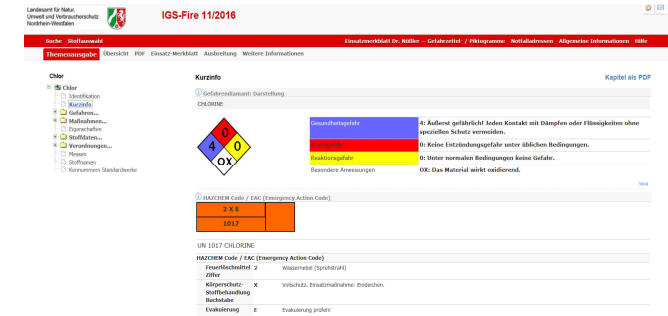 Landesamt für Natur,
Umwelt und Verbraucherschutz
Nordrhein-Westfalen
IGS-Fire 11/2016
Suche Stoffauswahl
Einsatzmerkblatt Dr. Nüßler — Gefahrzettel- / Piktogramme Notfalladressen Allgemeine Informationen Hilfe
Themenausgabe Übersicht PDF Einsatz-Merkblatt Ausbreitung Weitere Informationen
Chlor
Chlor
Identifikation
Kurzinfo
Gefahren...
Maßnahmen...
Eigenschaften
Stoffdaten...
Verordnungen...
Messen
Stoffnamen
Kennummern Standardwerke
Kurzinfo
Kapitel als PDF
Gefahrendiamant: Darstellung
CHLORINE
0
4 0
OX
Gesundheitsgefahr 4: Äußerst gefährlich! Jeden Kontakt mit Dämpfen oder Flüssigkeiten ohne
speziellen Schutz vermeiden.
0: Keine Entzündungsgefahr unter üblichen Bedingungen.
Reaktionsgefahr 0: Unter normalen Bedingungen keine Gefahr.
Besondere Anweisungen OX: Das Material wirkt oxidierend.
HAZCHEM Code / EAC (Emergency Action Code)
2 X E
1017
UN 1017 CHLORINE
HAZCHEM Code / EAC (Emergency Action Code)
Feuerlöschmittel 2 Wassernebel (Sprühstrahl)
Ziffer
Körperschutz- X Vollschutz. Einsatzmaßnahme: Eindeichen.
Stoffbehandlung
Buchstabe
Evakuierung E Evakuierung prüfen!